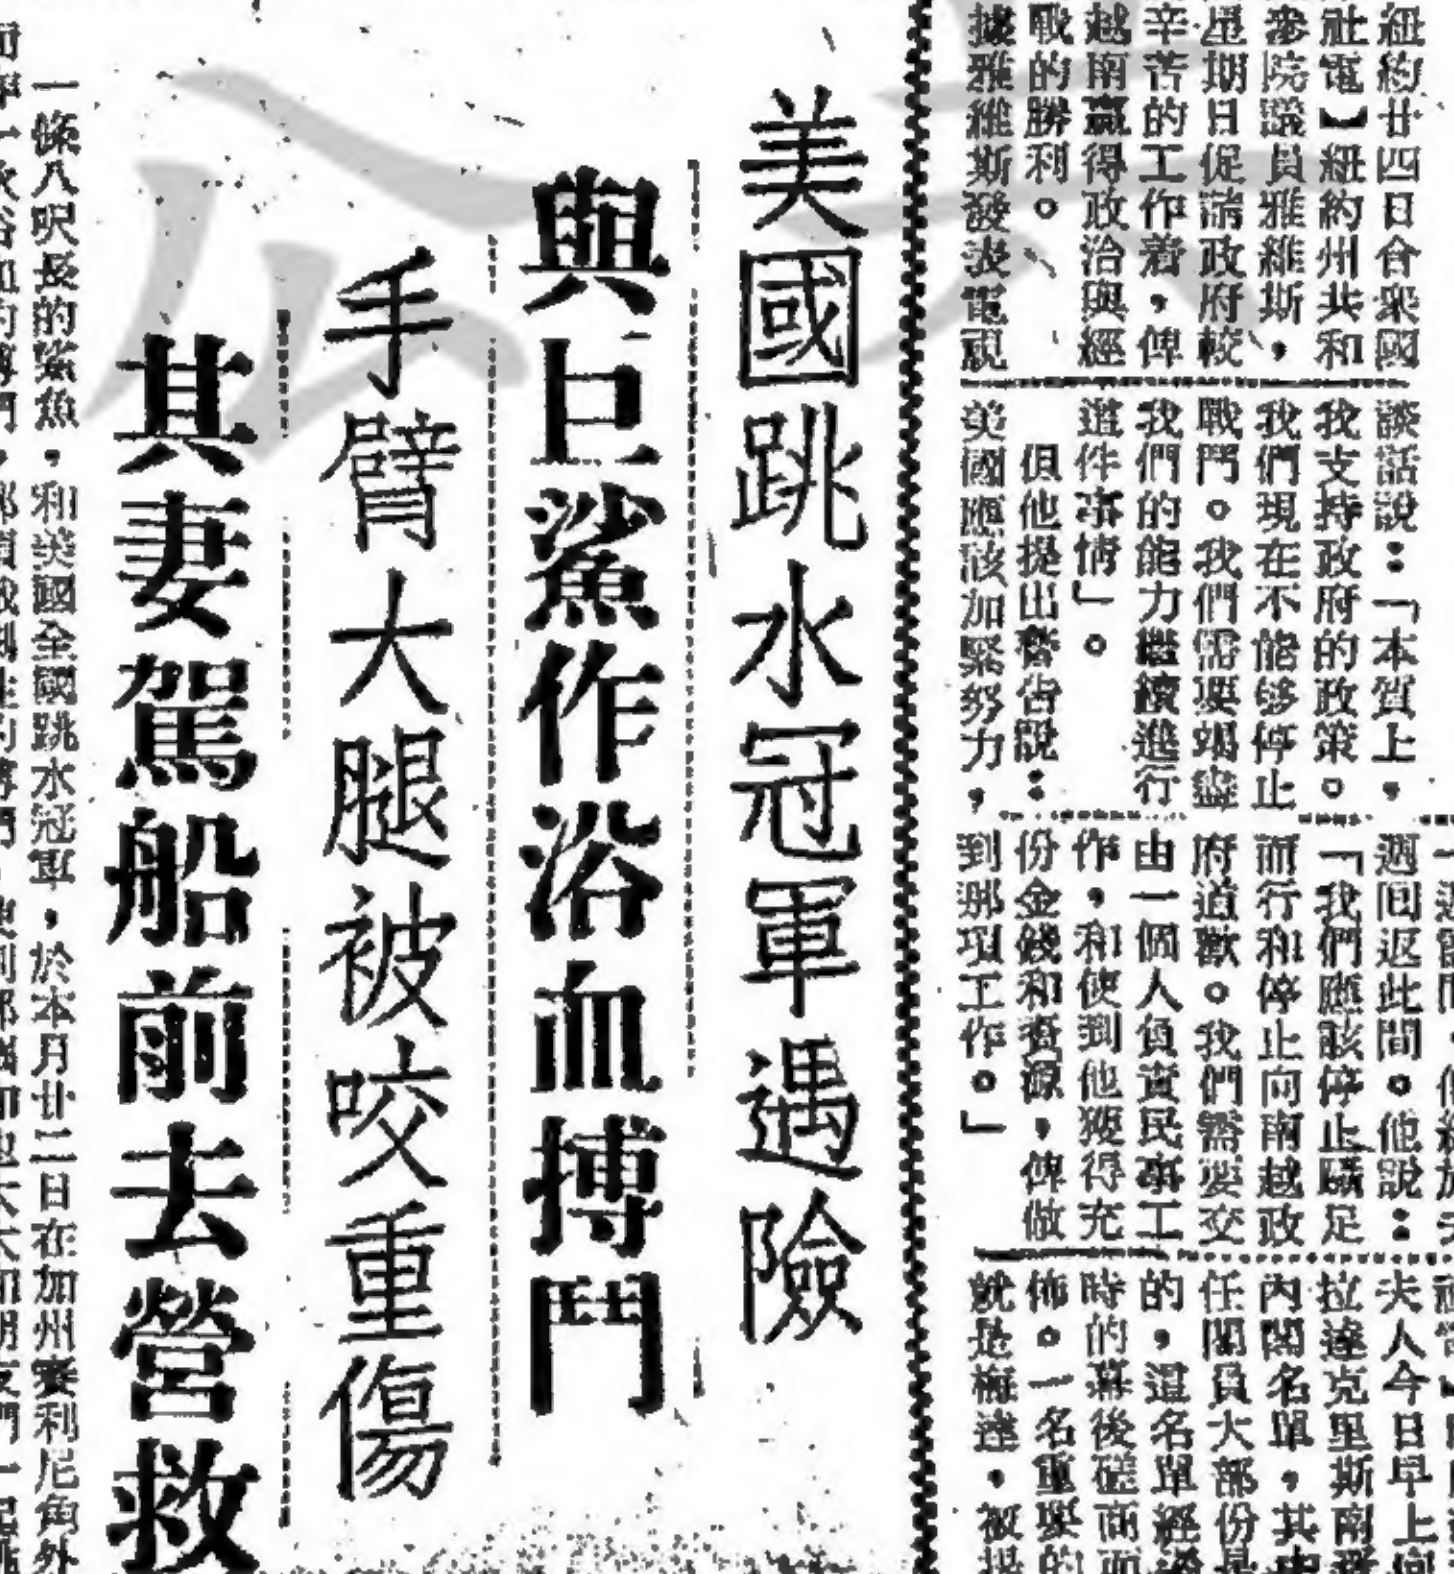 紐約廿四日合衆國
社電】紐約州共和
黨參院議員雅維斯，
星期日促請政府較
辛苦的工作着，俾
越南贏得政治與經
戰的勝利。
據雅維斯發表電視
談話說：「本質上，
我支持政府的政策。
我們現在不能够停止
戰鬥。我們需要竭盡
我們的能力繼續進行
這件事情」。
但他提出警告說：
美國應該加緊努力，
週回返此間。他說：
「我們應該停止驕足
而行和停止向南越政
府道歉。我們需要交
由一個人負責民事工
作，和使到他獲得充
份金錢和資源，俾做
到那項工作。」
夫人今日早上向
拉達克里斯南
內閣名單，其中
任閣員大部份是
的，這名單經
時的幕後磋商而
佈。一名重要的
就是梅達，被
美國跳水冠軍遇險
與巨鯊作浴血搏鬥
手臂大腿被咬重傷
其妻駕船前去營救
一條八呎長的鯊魚，和美國全國跳水冠軍，於本月廿二日在加州賽利尼角外